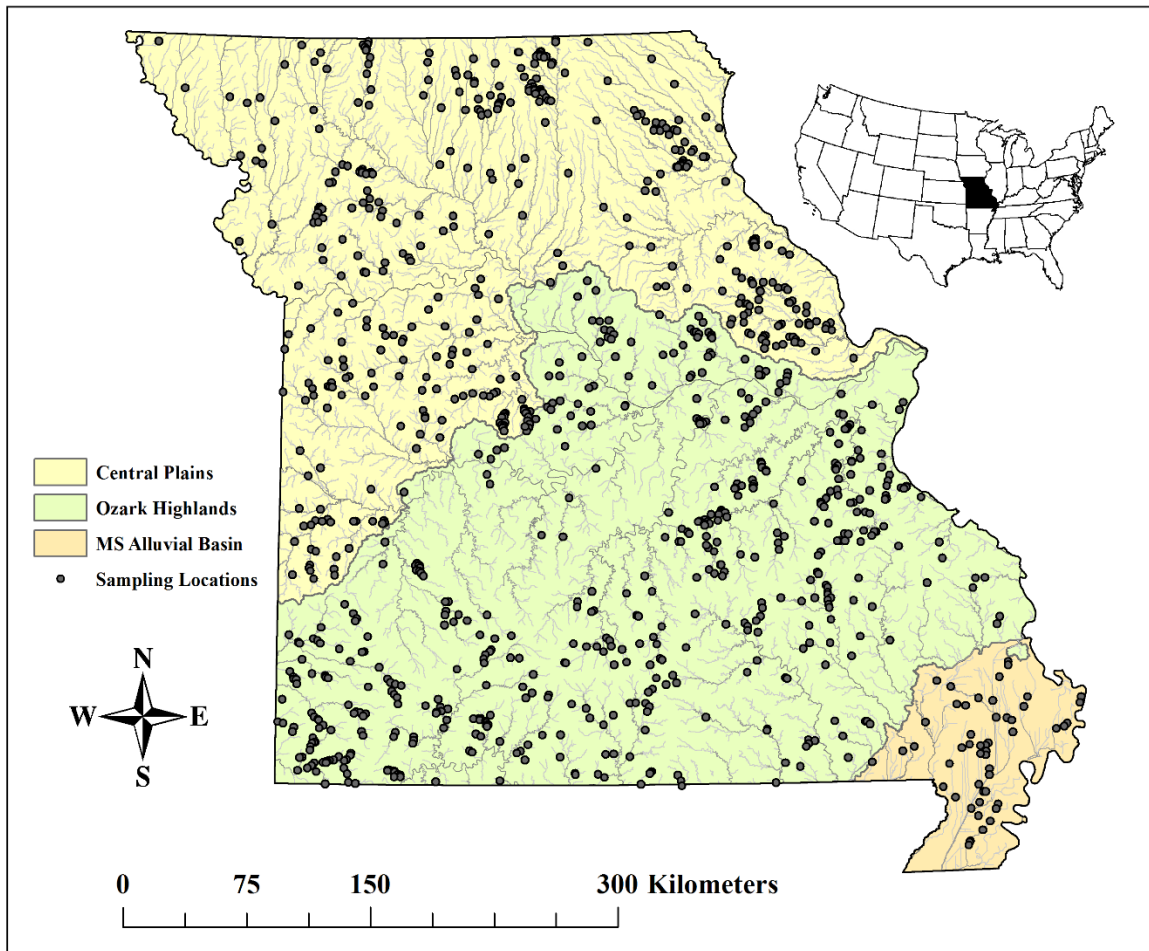 Central Plains
Ozark Highlands
MS Alluvial Basin
Sampling Locations
N
W E
S
0 75 150 300 Kilometers